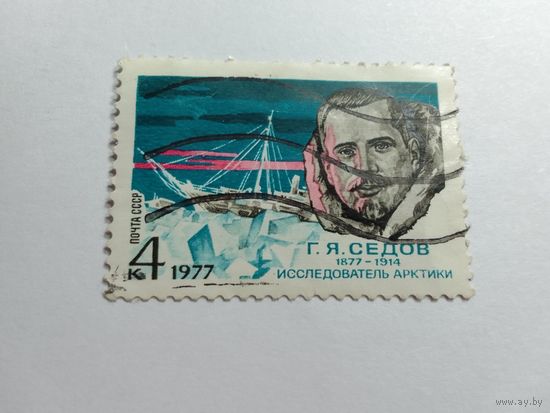 ПОЧТА СССР
4 к 1977
Г. Я. СЕДОВ
1877-1914
ИССЛЕДОВАТЕЛЬ АРКТИКИ
www.ay.by